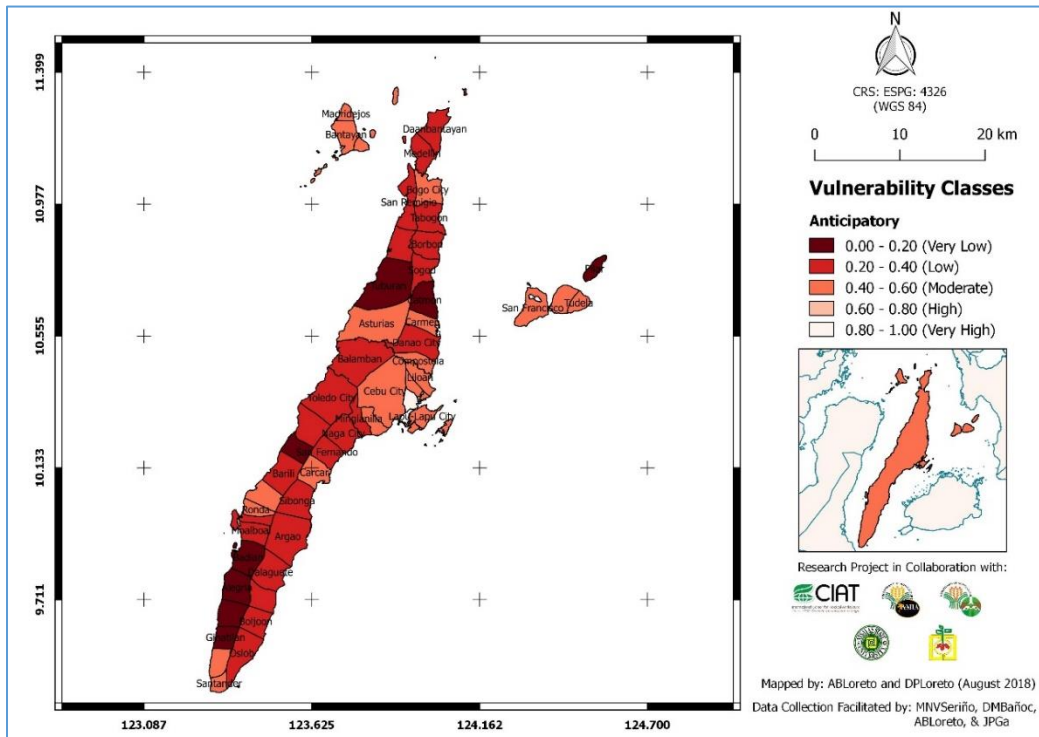 11.399
10.977
10.555
10.133
9.711
123.087
123.625
124.162
124.700
Madridejos
Bantayan
Daanbantayan
Medellin
Bogo City
San Remigio
Tabogon
Borbon
Sogod
Tuburan
Catmon
Asturias
Carmen
Danao City
Balamban
Compostela
Liloan
Cebu City
Toledo City
Lapu-Lapu City
Minglanilla
Naga City
San Fernando
Barili
Carcar
Sibonga
Ronda
Moalboal
Argao
Badian
Dalaguete
Alegria
Boljoon
Ginatilan
Oslob
Santander
San Francisco
Tudela
Pilar
N
CRS: ESPG: 4326
(WGS 84)
0 10 20 km
Vulnerability Classes
Anticipatory
0.00 - 0.20 (Very Low)
0.20 - 0.40 (Low)
0.40 - 0.60 (Moderate)
0.60 - 0.80 (High)
0.80 - 1.00 (Very High)
Research Project in Collaboration with:
CIAT
Mapped by: ABLoreto and DPLoreto (August 2018)
Data Collection Facilitated by: MNVSeriño, DMBañoc,
ABLoreto, & JPGa